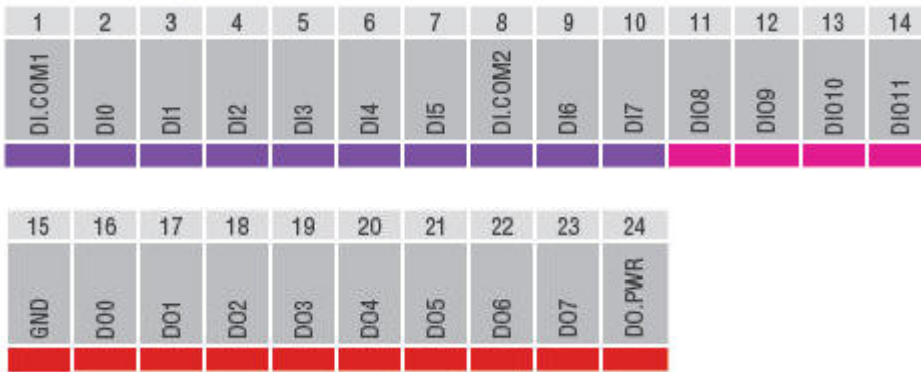 1 2 3 4 5 6 7 8 9 10 11 12 13 14
DI.COM1 DI0 DI1 DI2 DI3 DI4 DI5 DI.COM2 DI6 DI7 DIO8 DIO9 DIO10 DIO11
15 16 17 18 19 20 21 22 23 24
GND DO0 DO1 DO2 DO3 DO4 DO5 DO6 DO7 DO.PWR